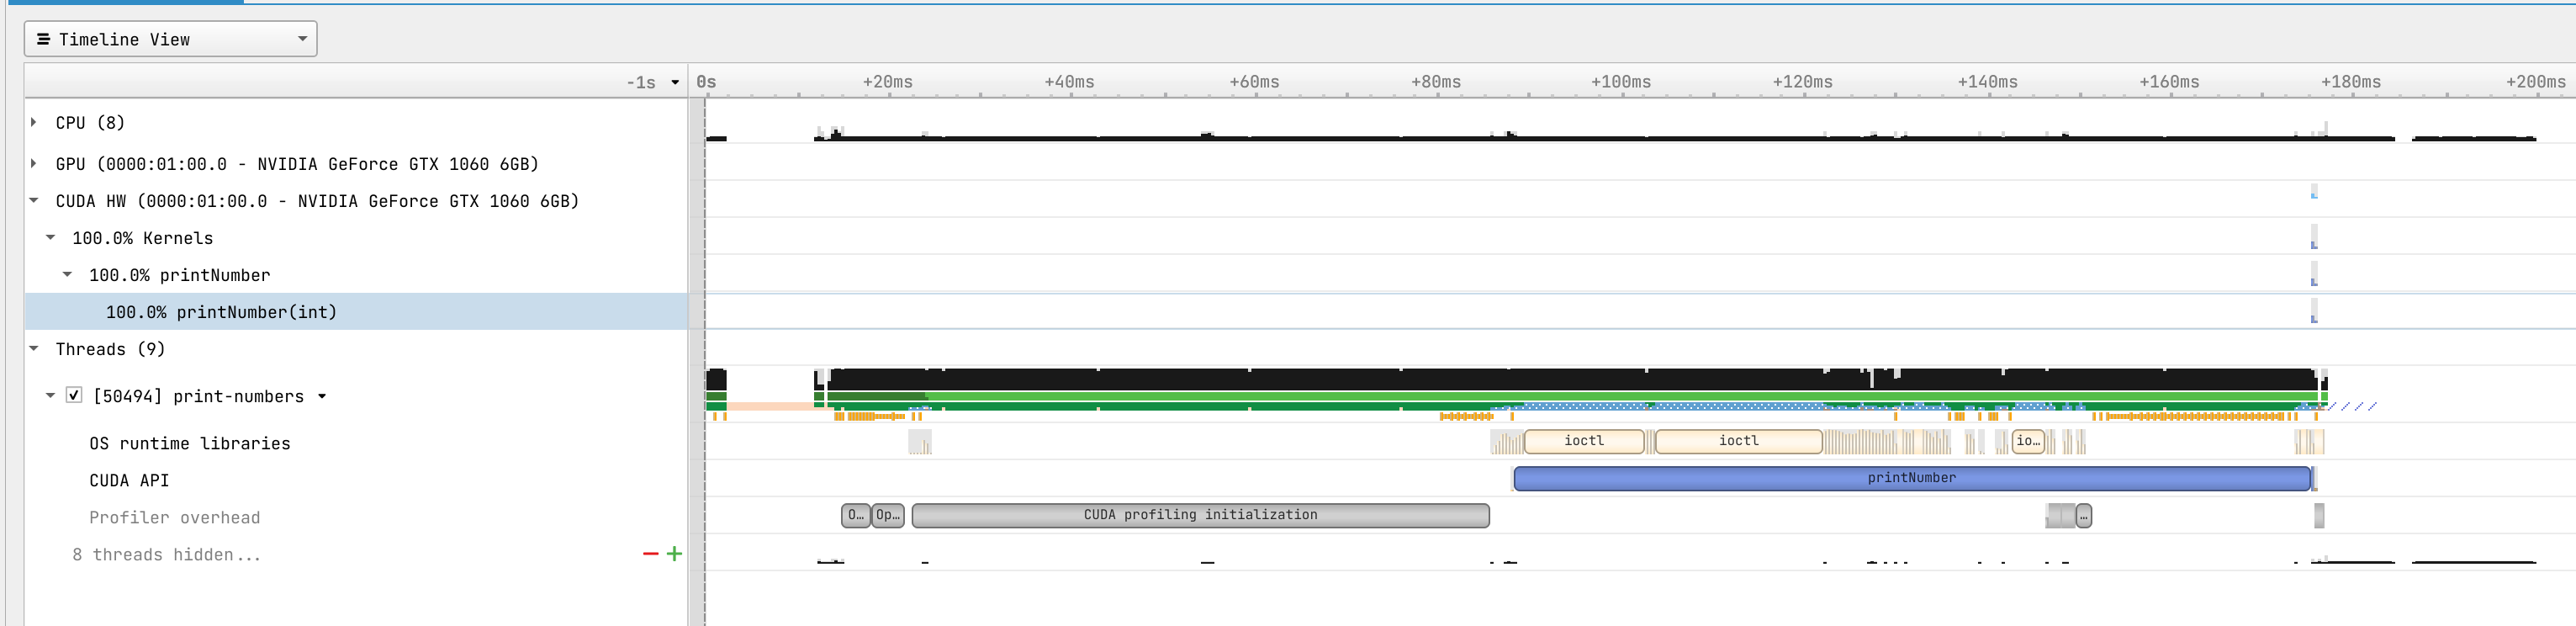 Timeline View
-1s 0s +20ms +40ms +60ms +80ms +100ms +120ms +140ms +160ms +180ms +200ms
CPU (8)
GPU (0000:01:00.0 - NVIDIA GeForce GTX 1060 6GB)
CUDA HW (0000:01:00.0 - NVIDIA GeForce GTX 1060 6GB)
100.0% Kernels
100.0% printNumber
100.0% printNumber(int)
Threads (9)
[50494] print-numbers
OS runtime libraries ioctl ioctl io…
CUDA API printNumber
Profiler overhead O… Op… CUDA profiling initialization …
8 threads hidden...